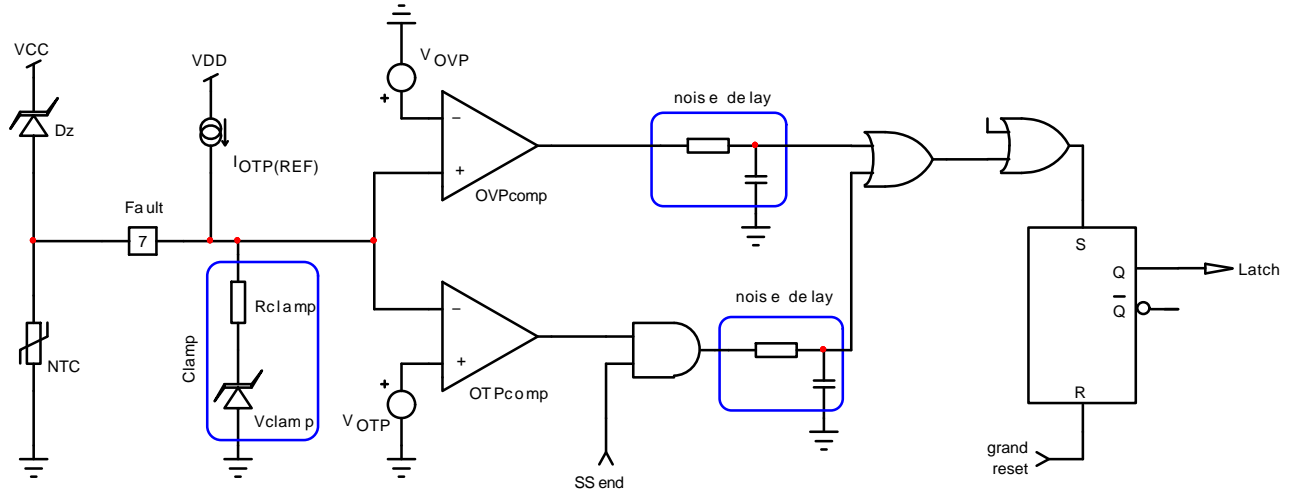 VCC
Dz
VDD
I OTP(REF)
V OVP
+
−
+
OVPcomp
noise delay
Fault
7
NTC
Clamp
Rclamp
Vclamp
−
+
OTPcomp
+
V OTP
SS end
noise delay
S
Q
Q
R
Latch
grand
reset